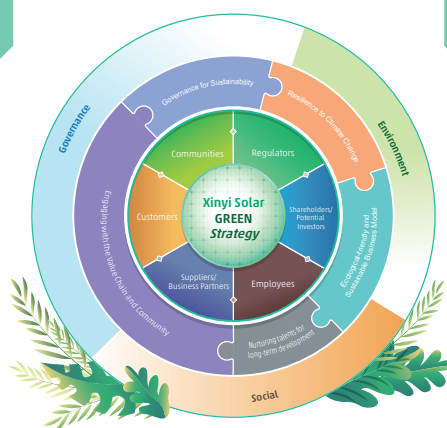 Governance
Environment
Social
Governance for Sustainability
Resilience to Climate Change
Ecological-Friendly and
Sustainable Business Model
Nurturing talents for
long-term development
Engaging with the Value Chain and Community
Communities
Regulators
Customers
Shareholders/
Potential
Investors
Suppliers/
Business Partners
Employees
Xinyi Solar
GREEN
Strategy